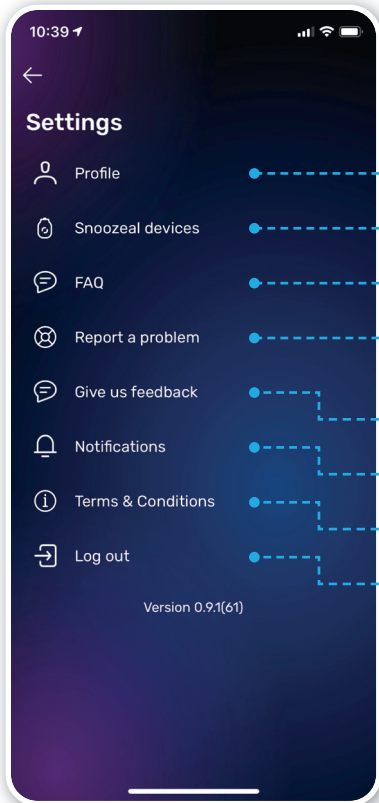 10:39
Settings
Profile
Snoozeal devices
FAQ
Report a problem
Give us feedback
Notifications
Terms & Conditions
Log out
Version 0.9.1(61)